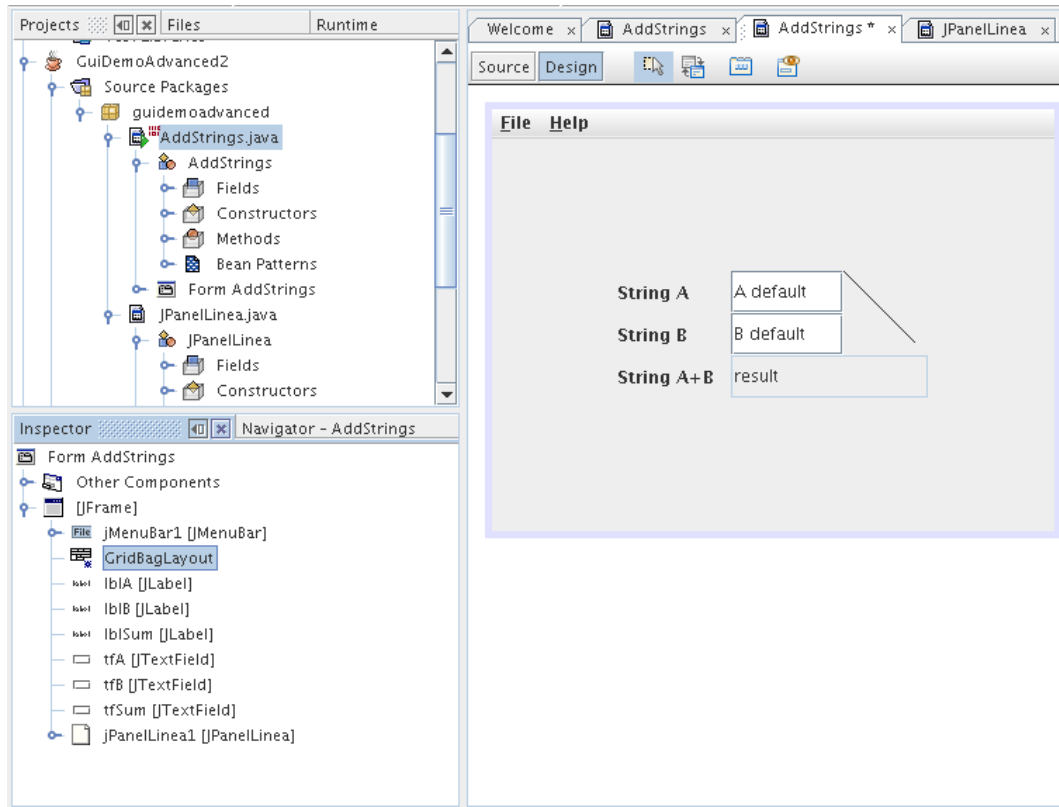 Projects Files Runtime
GuiDemoAdvanced2
Source Packages
guidemoadvanced
AddStrings.java
AddStrings
Fields
Constructors
Methods
Bean Patterns
Form AddStrings
JPanelLinea.java
JPanelLinea
Fields
Constructors
Inspector Navigator - AddStrings
Form AddStrings
Other Components
[JFrame]
File jMenuBar1 [JMenuBar]
GridBagLayout
label lblA [JLabel]
label lblB [JLabel]
label lblSum [JLabel]
tfA [JTextField]
tfB [JTextField]
tfSum [JTextField]
jPanelLinea1 [JPanelLinea]
Welcome x AddStrings x AddStrings * x JPanelLinea x
Source Design
File Help
String A A default
String B B default
String A+B result